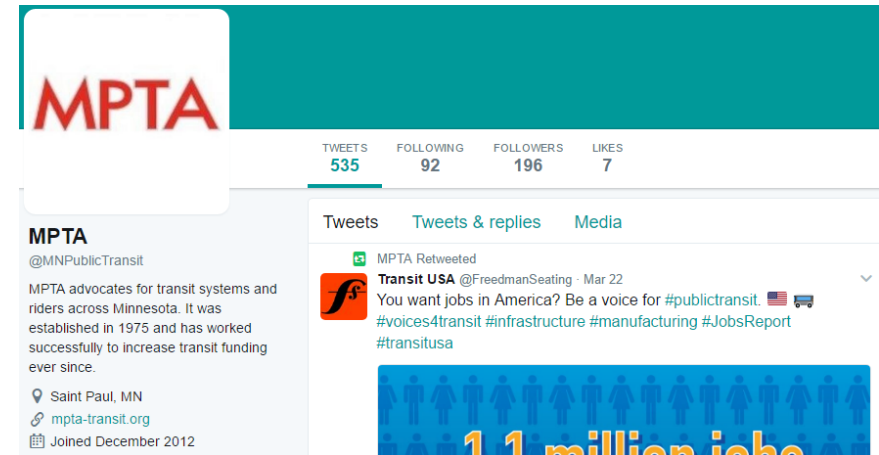 MPTA
TWEETS FOLLOWING FOLLOWERS LIKES
535 92 196 7
MPTA
@MNPublicTransit
MPTA advocates for transit systems and
riders across Minnesota. It was
established in 1975 and has worked
successfully to increase transit funding
ever since.
Saint Paul, MN
mpta-transit.org
Joined December 2012
Tweets Tweets & replies Media
MPTA Retweeted
fs
Transit USA @FreedmanSeating · Mar 22
You want jobs in America? Be a voice for #publictransit. 🇺🇸 🚌
#voices4transit #infrastructure #manufacturing #JobsReport
#transitusa
1.1 million jobs